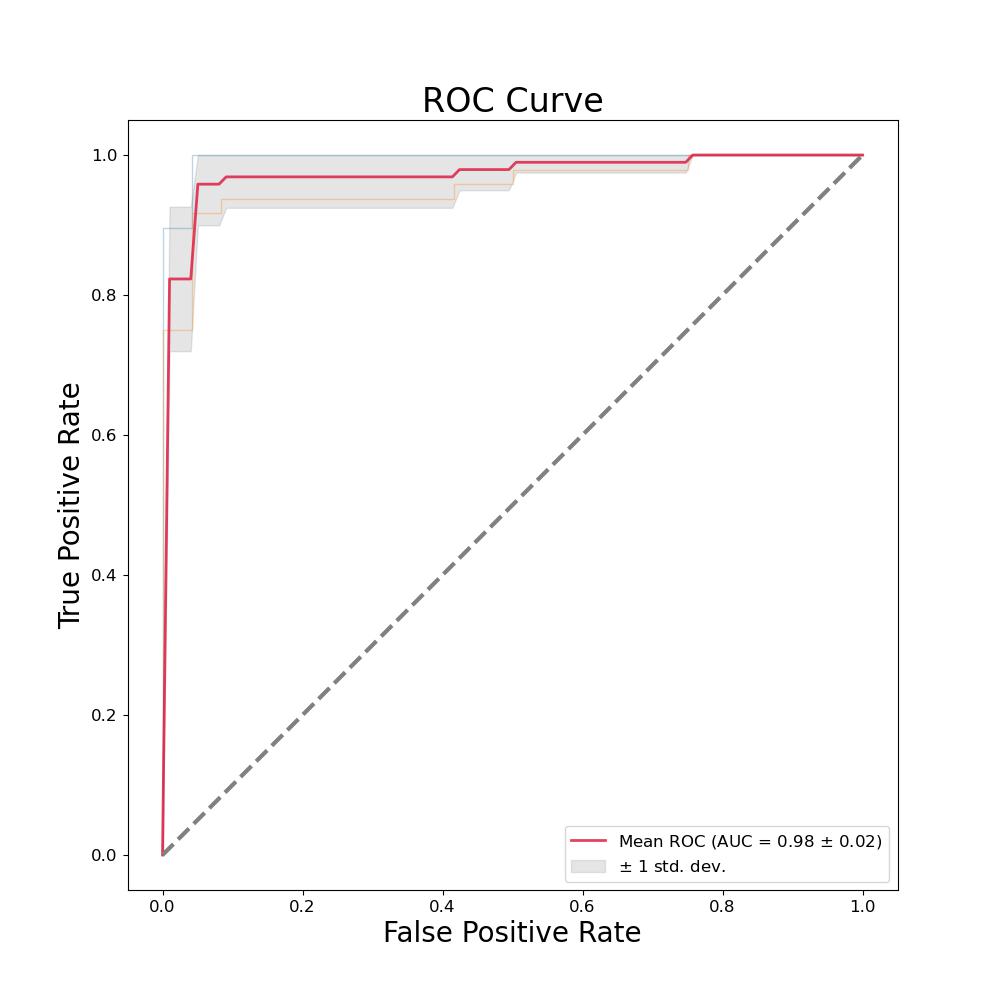 ROC Curve
1.0
0.8
0.6
0.4
0.2
0.0
True Positive Rate
Mean ROC (AUC = 0.98 ± 0.02)
± 1 std. dev.
0.0 0.2 0.4 0.6 0.8 1.0
False Positive Rate